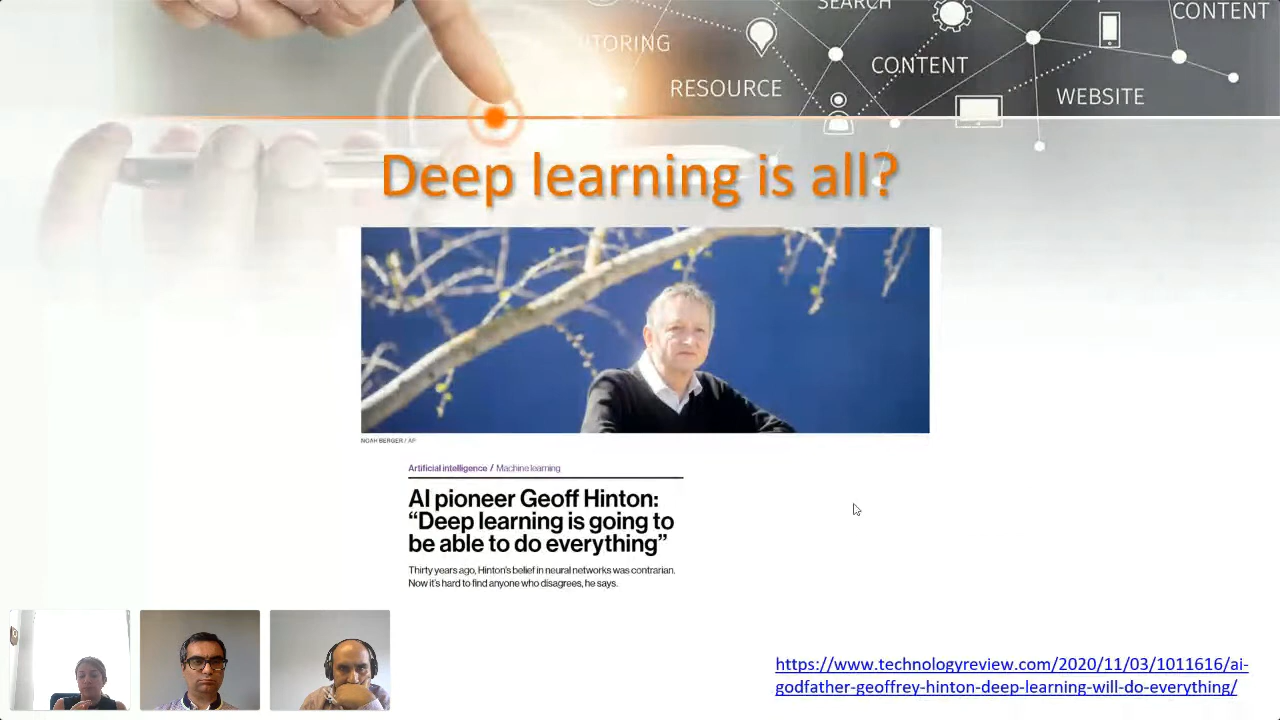 SEARCH
CONTENT
RESOURCE
CONTENT
WEBSITE
Deep learning is all?
NOAH BERGER / AP
Artificial intelligence / Machine learning
AI pioneer Geoff Hinton:
“Deep learning is going to
be able to do everything”
Thirty years ago, Hinton's belief in neural networks was contrarian.
Now it's hard to find anyone who disagrees, he says.
https://www.technologyreview.com/2020/11/03/1011616/ai-
godfather-geoffrey-hinton-deep-learning-will-do-everything/